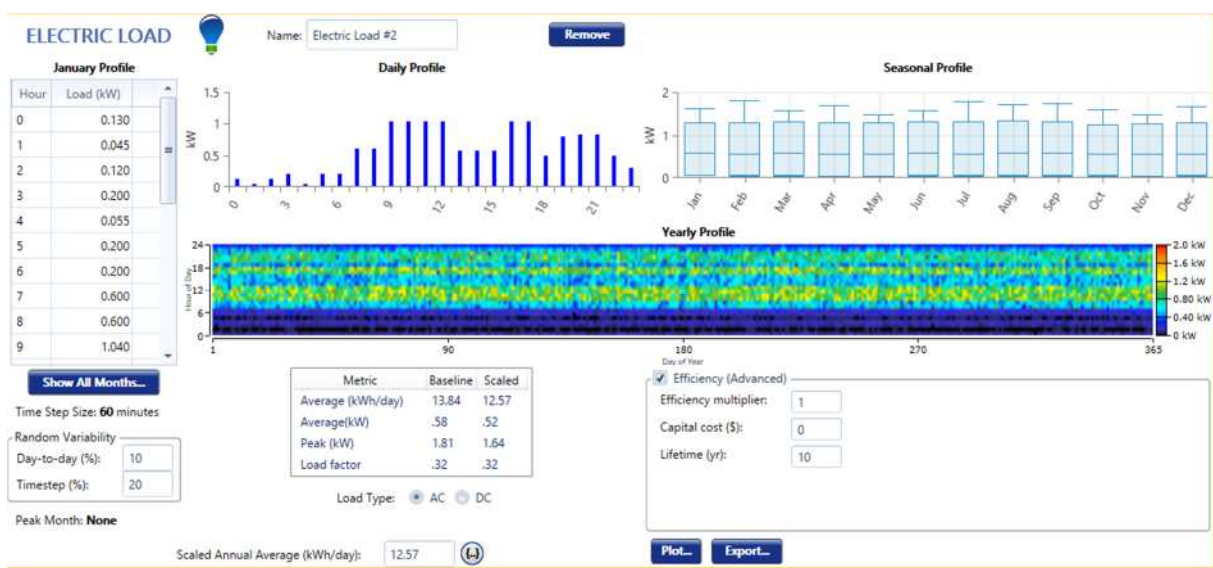 ELECTRIC LOAD
Name: Electric Load #2
Remove
January Profile
Hour Load (kW)
0 0.130
1 0.045
2 0.120
3 0.200
4 0.055
5 0.200
6 0.200
7 0.600
8 0.600
9 1.040
Show All Months...
Time Step Size: 60 minutes
Random Variability
Day-to-day (%): 10
Timestep (%): 20
Peak Month: None
Daily Profile
kW
1.5
1
0.5
0
0 3 6 9 12 15 18 21
Seasonal Profile
kW
2
1
0
Jan Feb Mar Apr May Jun Jul Aug Sep Oct Nov Dec
Yearly Profile
Hour of Day
24
18
12
6
0
1 90 180 270 365
Day of Year
2.0 kW
1.6 kW
1.2 kW
0.80 kW
0.40 kW
0 kW
Metric Baseline Scaled
Average (kWh/day) 13.84 12.57
Average(kW) .58 .52
Peak (kW) 1.81 1.64
Load factor .32 .32
Load Type: AC DC
Scaled Annual Average (kWh/day): 12.57 {..}
Efficiency (Advanced)
Efficiency multiplier: 1
Capital cost ($): 0
Lifetime (yr): 10
Plot... Export...